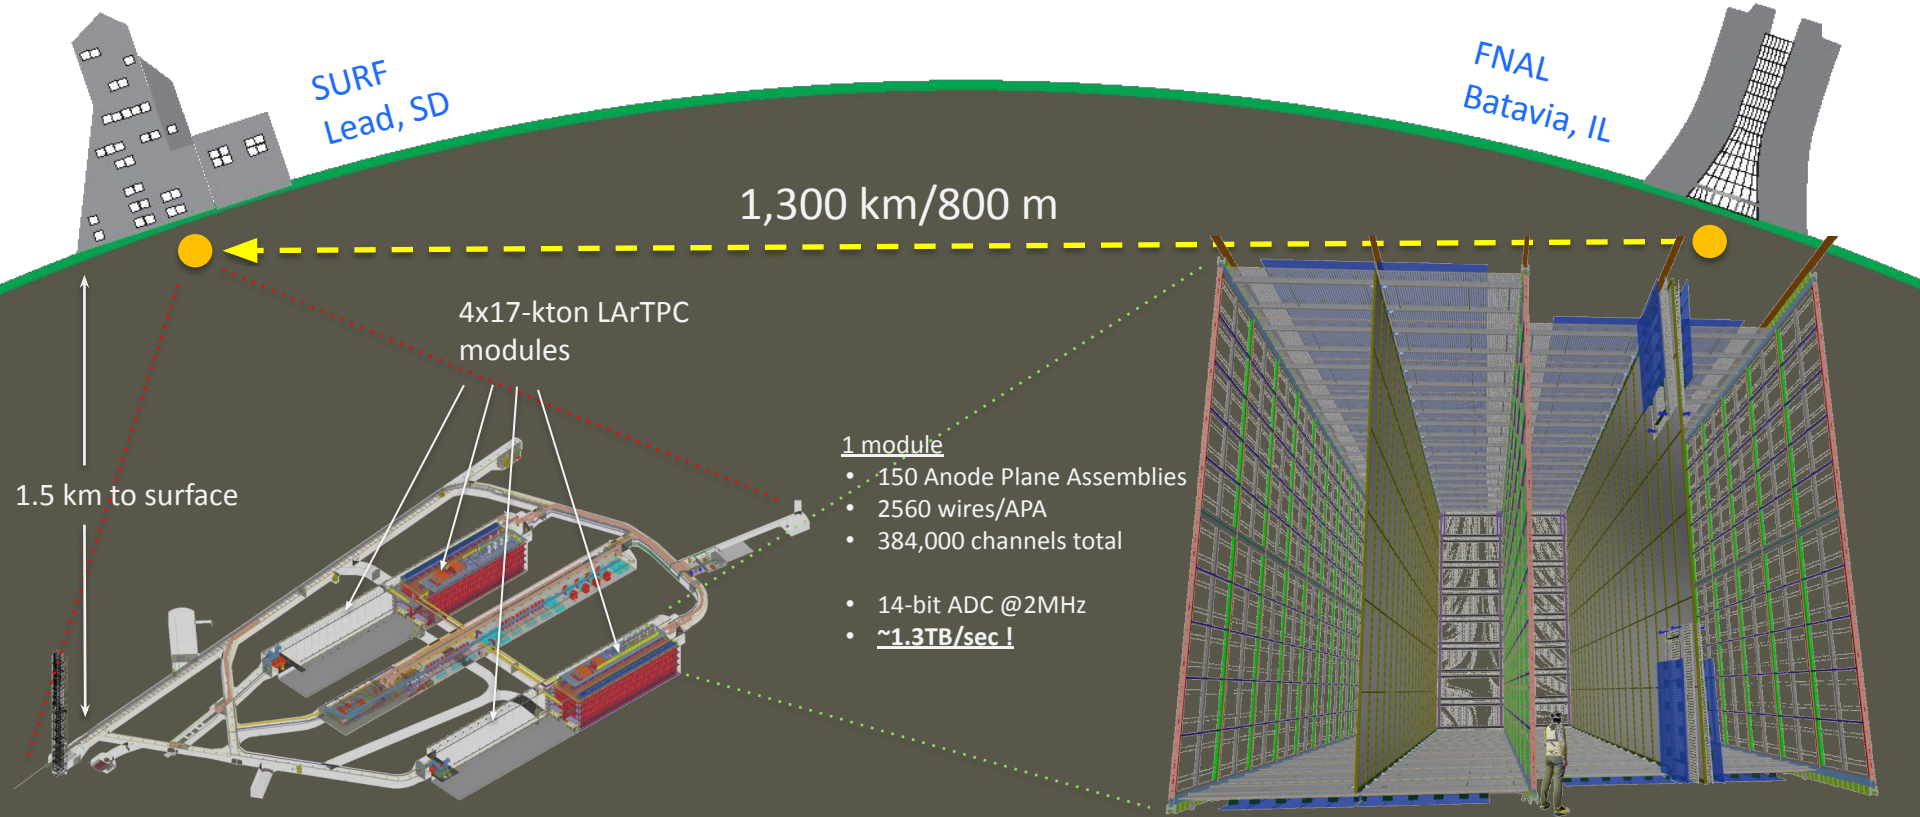 SURF
Lead, SD
FNAL
Batavia, IL
1,300 km/800 m
4x17-kton LArTPC
modules
1.5 km to surface
1 module
• 150 Anode Plane Assemblies
• 2560 wires/APA
• 384,000 channels total
• 14-bit ADC @2MHz
• ~1.3TB/sec !